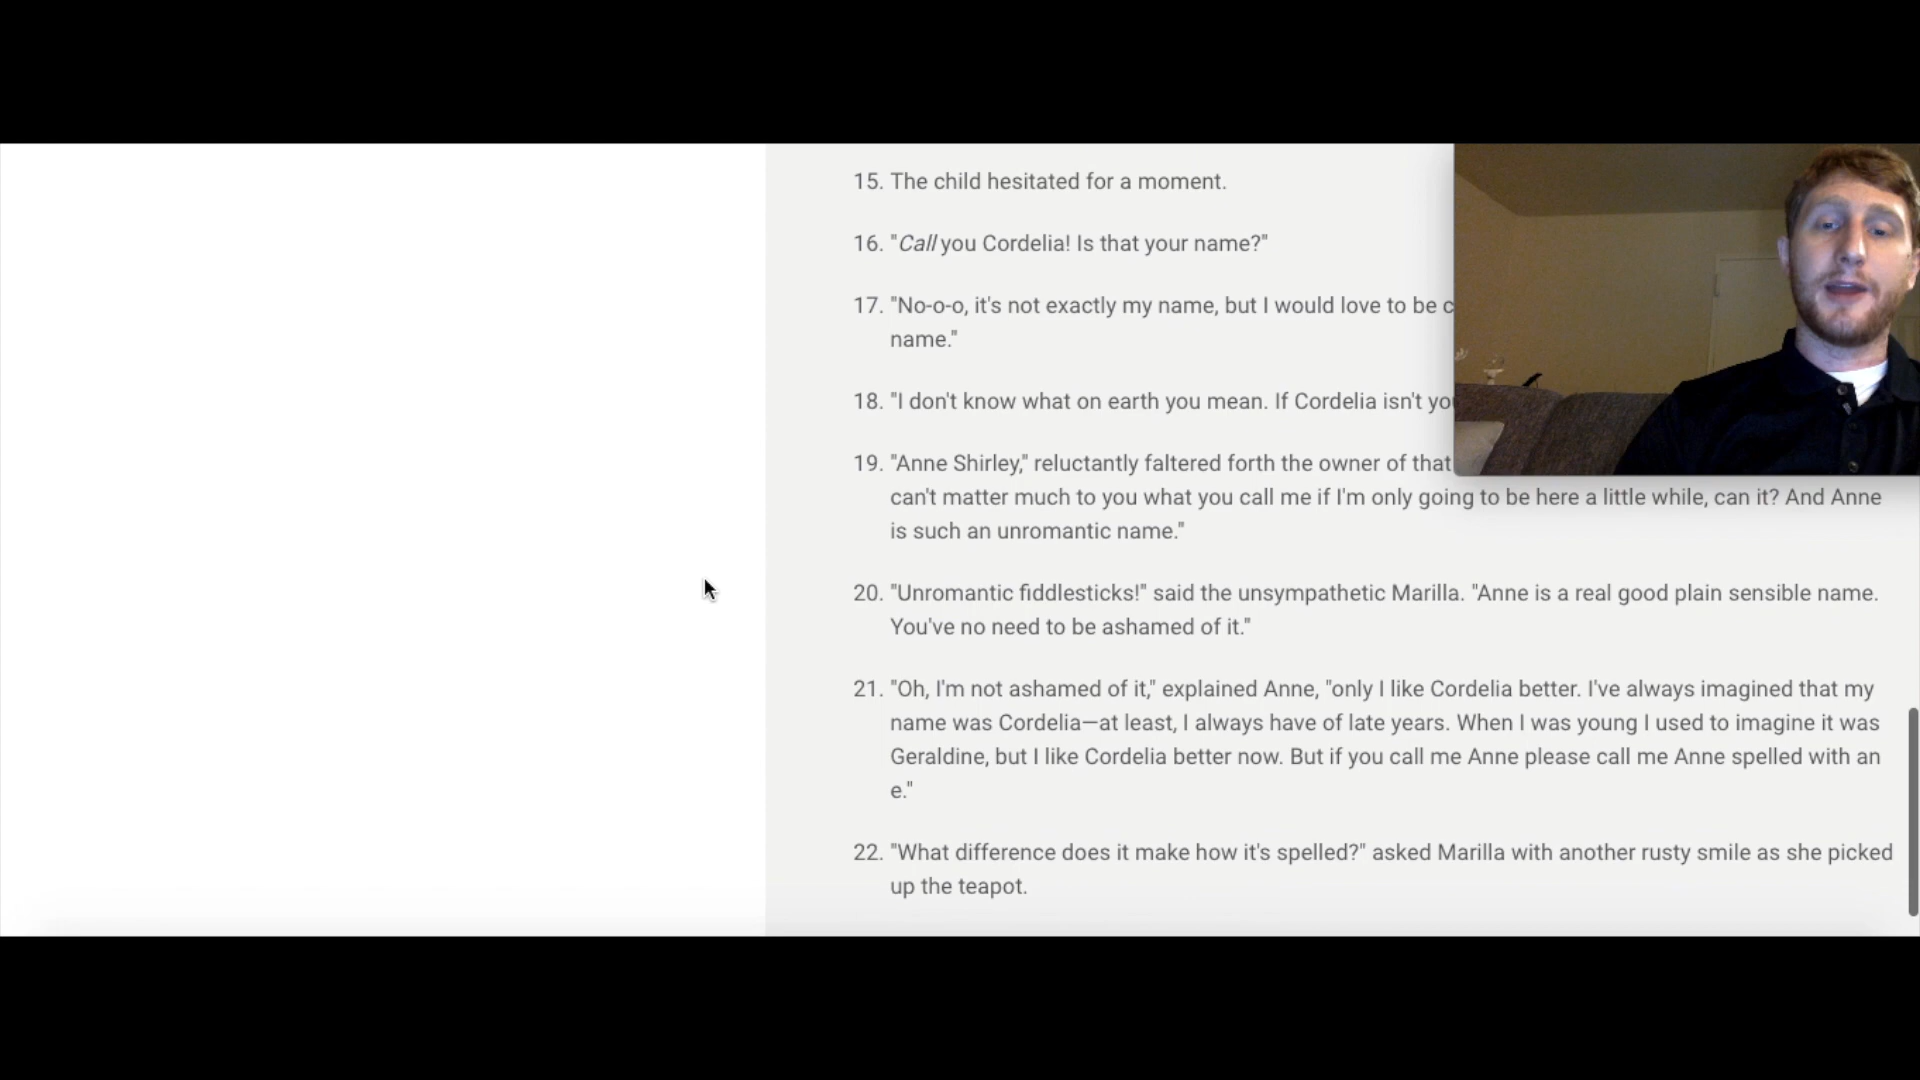 15. The child hesitated for a moment.
16. "Call you Cordelia! Is that your name?"
17. "No-o-o, it's not exactly my name, but I would love to be
name."
18. "I don't know what on earth you mean. If Cordelia isn't
19. "Anne Shirley," reluctantly faltered forth the owner of that
can't matter much to you what you call me if I'm only going to be here a little while, can it? And Anne
is such an unromantic name."
20. "Unromantic fiddlesticks!" said the unsympathetic Marilla. "Anne is a real good plain sensible name.
You've no need to be ashamed of it."
21. "Oh, I'm not ashamed of it," explained Anne, "only I like Cordelia better. I've always imagined that my
name was Cordelia—at least, I always have of late years. When I was young I used to imagine it was
Geraldine, but I like Cordelia better now. But if you call me Anne please call me Anne spelled with an
e."
22. "What difference does it make how it's spelled?" asked Marilla with another rusty smile as she picked
up the teapot.